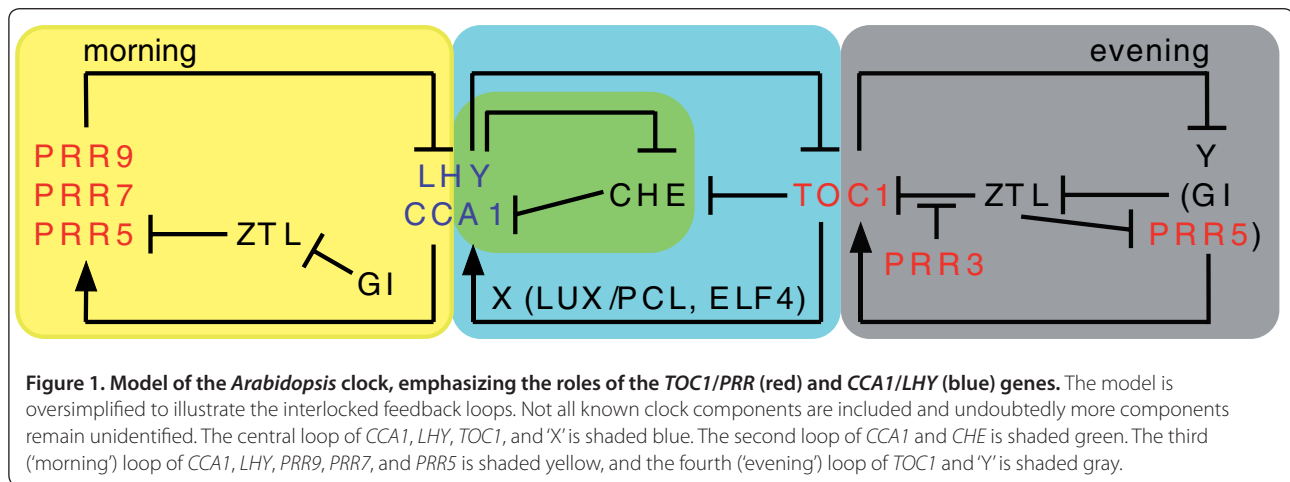 morning
evening
PRR9
PRR7
PRR5
ZTL
GI
LHY
CCA1
CHE
X (LUX/PCL, ELF4)
TOC1
ZTL
PRR3
Y
(GI
PRR5)
Figure 1. Model of the Arabidopsis clock, emphasizing the roles of the TOC1/PRR (red) and CCA1/LHY (blue) genes. The model is
oversimplified to illustrate the interlocked feedback loops. Not all known clock components are included and undoubtedly more components
remain unidentified. The central loop of CCA1, LHY, TOC1, and ‘X’ is shaded blue. The second loop of CCA1 and CHE is shaded green. The third
(‘morning’) loop of CCA1, LHY, PRR9, PRR7, and PRR5 is shaded yellow, and the fourth (‘evening’) loop of TOC1 and ‘Y’ is shaded gray.